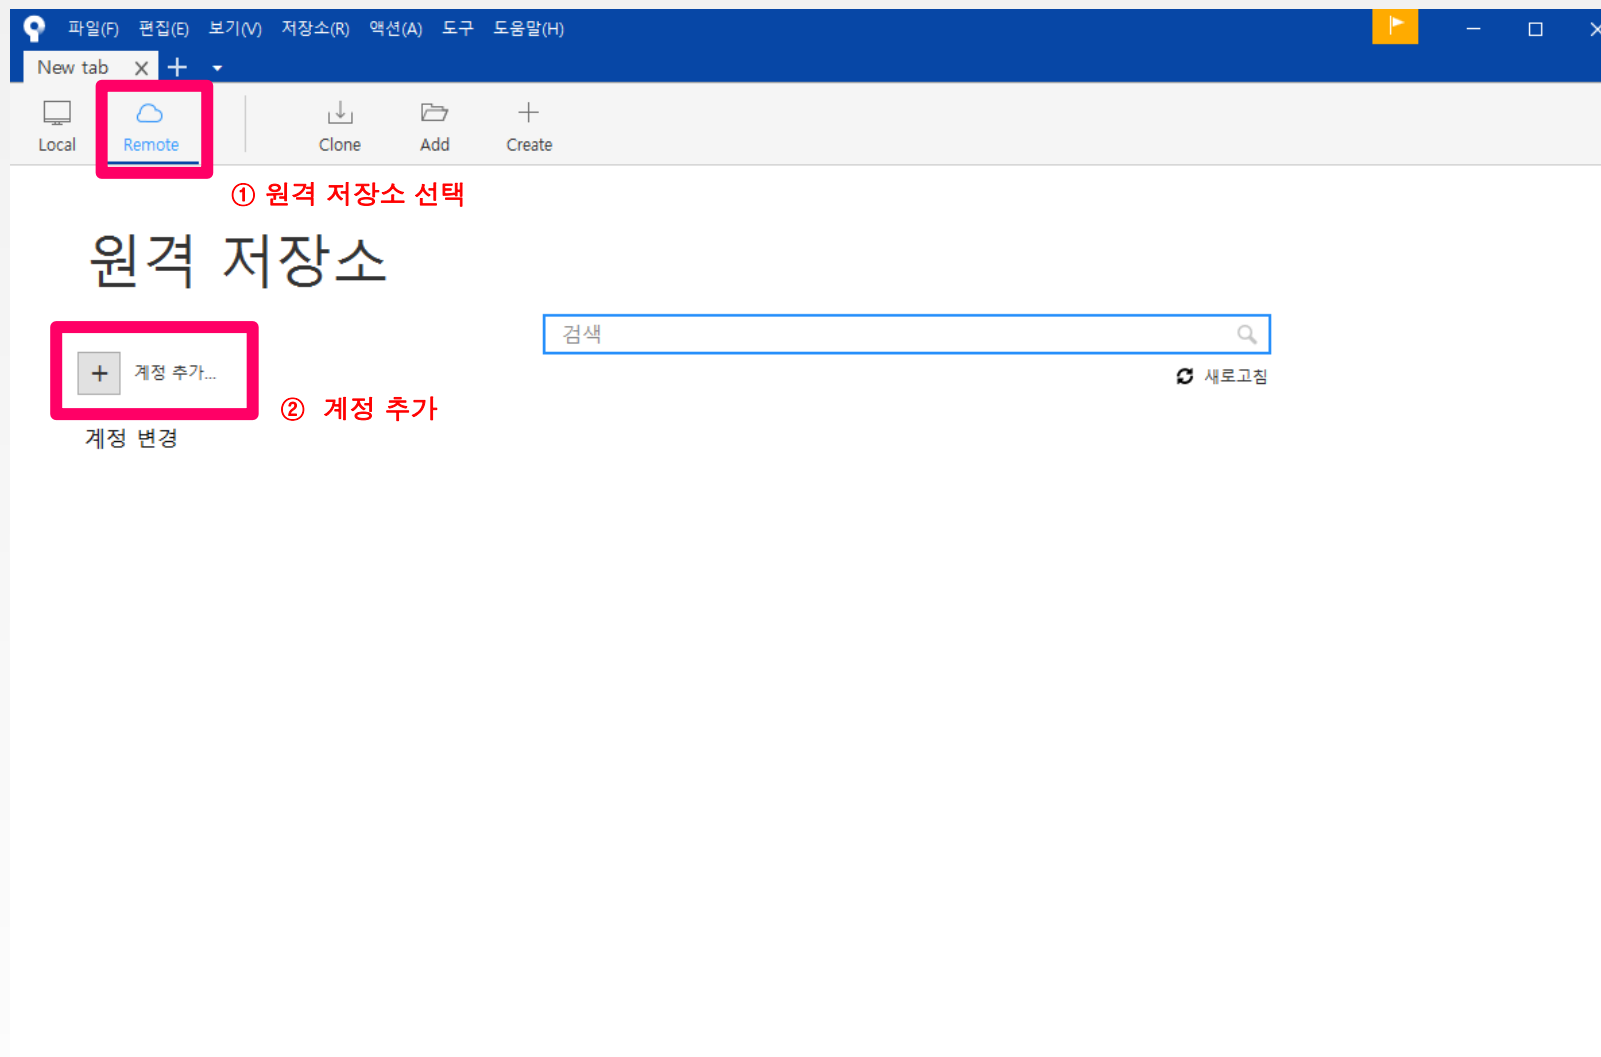 파일(F) 편집(E) 보기(V) 저장소(R) 액션(A) 도구 도움말(H)
New tab
Local Remote Clone Add Create
① 원격 저장소 선택
원격 저장소
검색
계정 추가...
새로고침
② 계정 추가
계정 변경